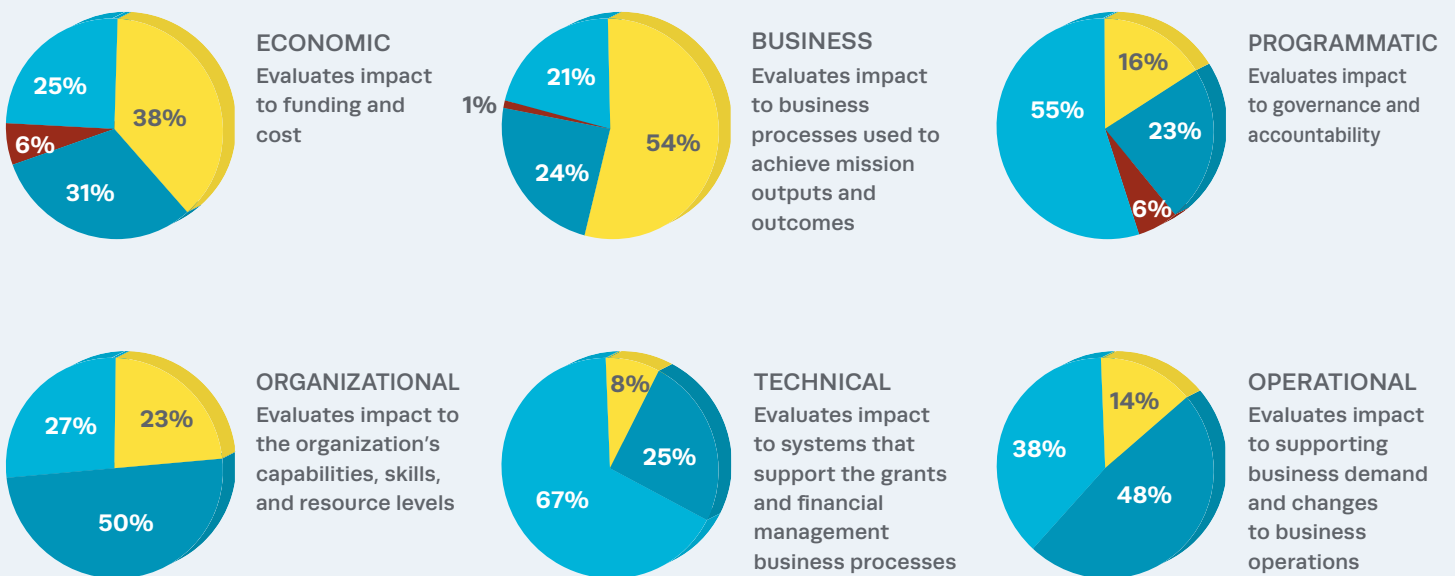 25%
38%
6%
31%
ECONOMIC
Evaluates impact
to funding and
cost
21%
1%
54%
24%
BUSINESS
Evaluates impact
to business
processes used to
achieve mission
outputs and
outcomes
16%
55%
23%
6%
PROGRAMMATIC
Evaluates impact
to governance and
accountability
27%
23%
50%
ORGANIZATIONAL
Evaluates impact to
the organization’s
capabilities, skills,
and resource levels
8%
25%
67%
TECHNICAL
Evaluates impact
to systems that
support the grants
and financial
management
business processes
14%
38%
48%
OPERATIONAL
Evaluates impact
to supporting
business demand
and changes
to business
operations